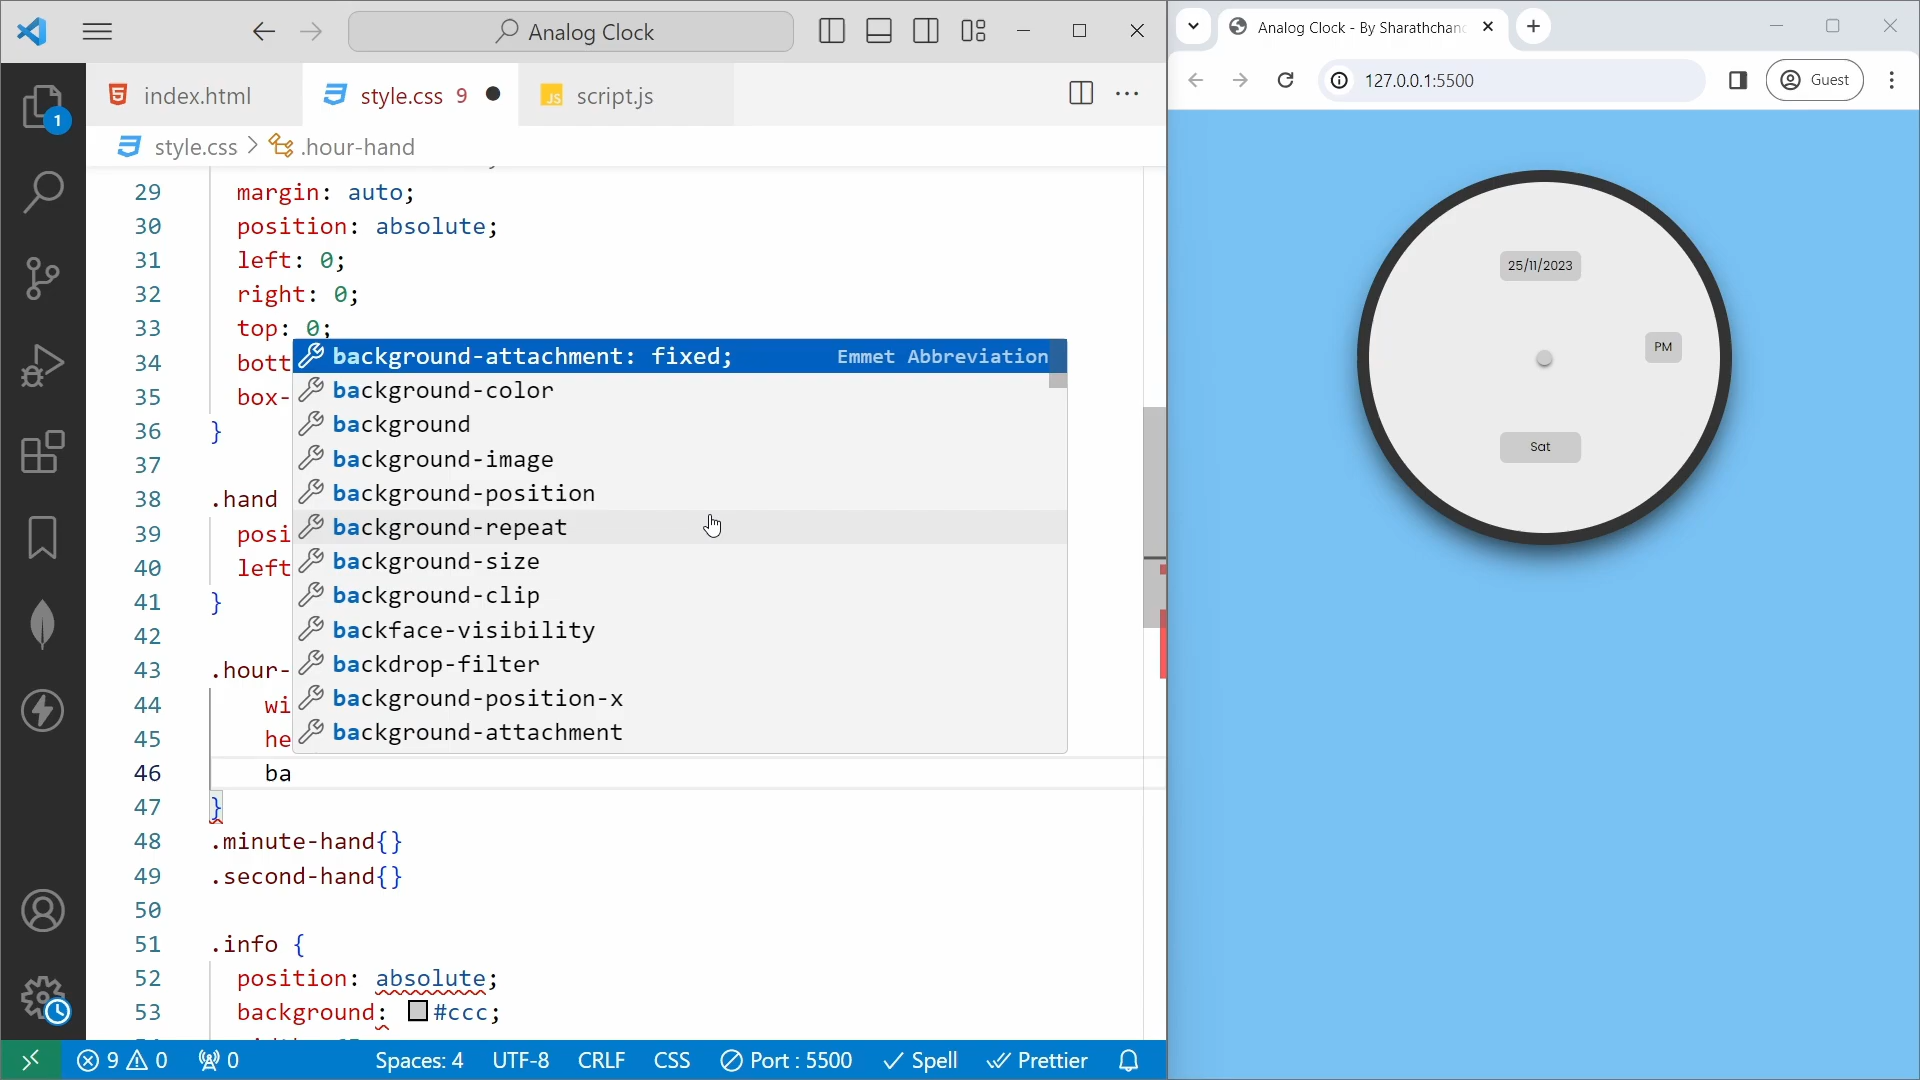 Analog Clock
index.html
style.css 9
script.js
style.css > .hour-hand
29 margin: auto;
30 position: absolute;
31 left: 0;
32 right: 0;
33 top: 0;
34 bott
35 box-
36 }
37
38 .hand
39 posi
40 left
41 }
42
43 .hour-
44 wi
45 he
46 ba
47 }
48 .minute-hand{}
49 .second-hand{}
50
51 .info {
52 position: absolute;
53 background: #ccc;
background-attachment: fixed; Emmet Abbreviation
background-color
background
background-image
background-position
background-repeat
background-size
background-clip
backface-visibility
backdrop-filter
background-position-x
background-attachment
1
JS
5
9 0 0
Spaces: 4 UTF-8 CRLF CSS Port : 5500 Spell Prettier
Analog Clock - By Sharathchan
127.0.0.1:5500
Guest
25/11/2023
PM
Sat